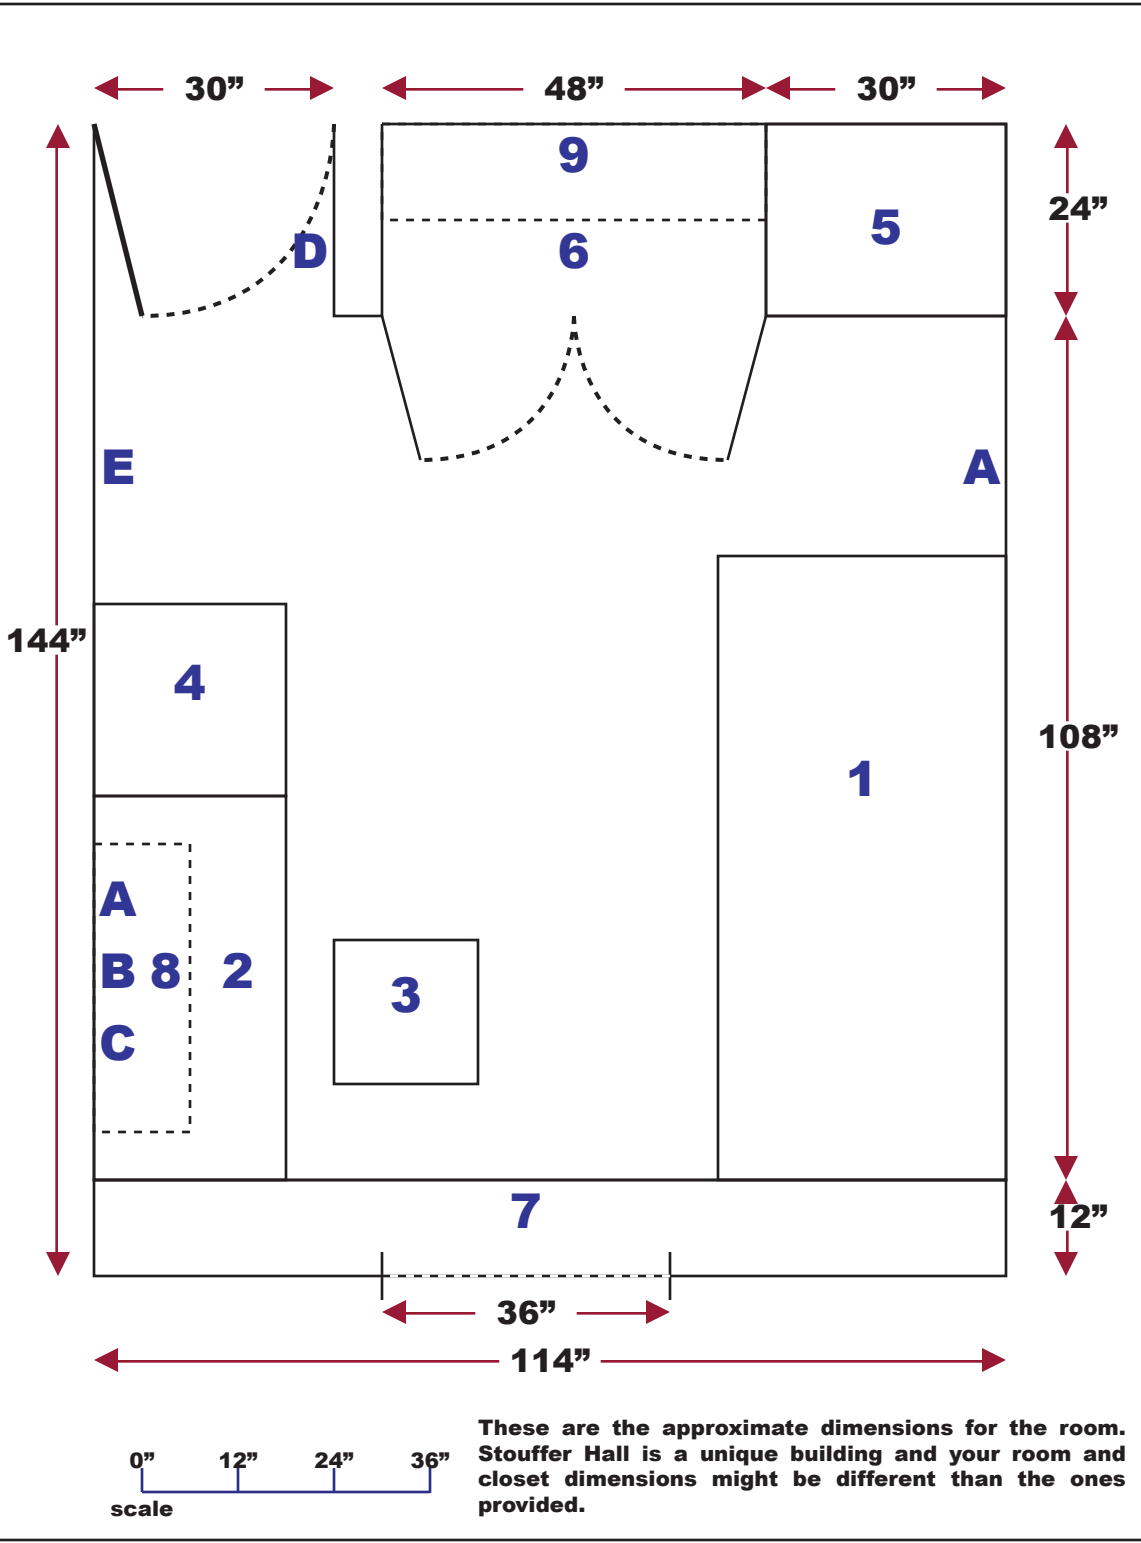 30” 48” 30”
9
24”
5
D 6
E A
144”
4
108”
1
A
B 8 2
3
C
7
12”
36”
114”
These are the approximate dimensions for the room.
Stouffer Hall is a unique building and your room and
closet dimensions might be different than the ones
provided.
0” 12” 24” 36”
scale